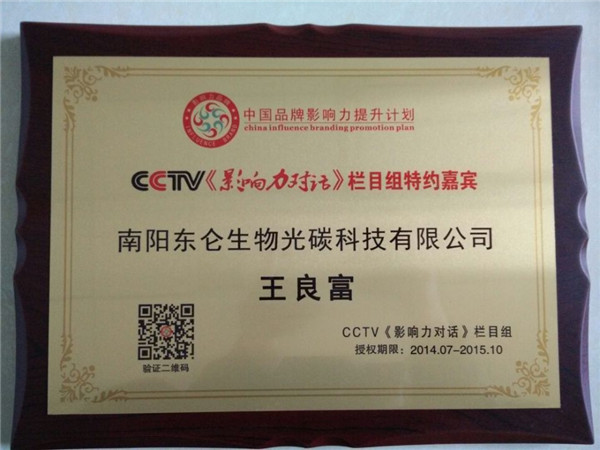 中国品牌影响力提升计划
china influence branding promotion plan
CCTV《影响力对话》栏目组特约嘉宾
南阳东仑生物光碳科技有限公司
王良富
CCTV《影响力对话》栏目组
授权期限：2014.07-2015.10
验证二维码